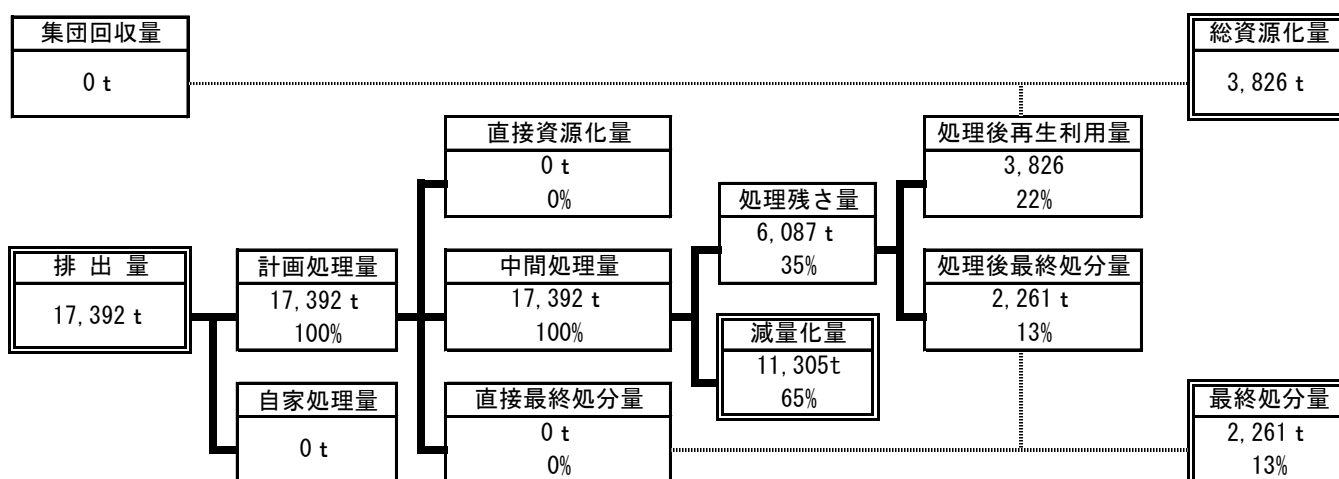 集団回収量
0 t
総資源化量
3,826 t
直接資源化量
0 t
0%
処理後再生利用量
3,826
22%
処理残さ量
6,087 t
35%
排 出 量
17,392 t
計画処理量
17,392 t
100%
中間処理量
17,392 t
100%
処理後最終処分量
2,261 t
13%
減量化量
11,305t
65%
自家処理量
0 t
直接最終処分量
0 t
0%
最終処分量
2,261 t
13%